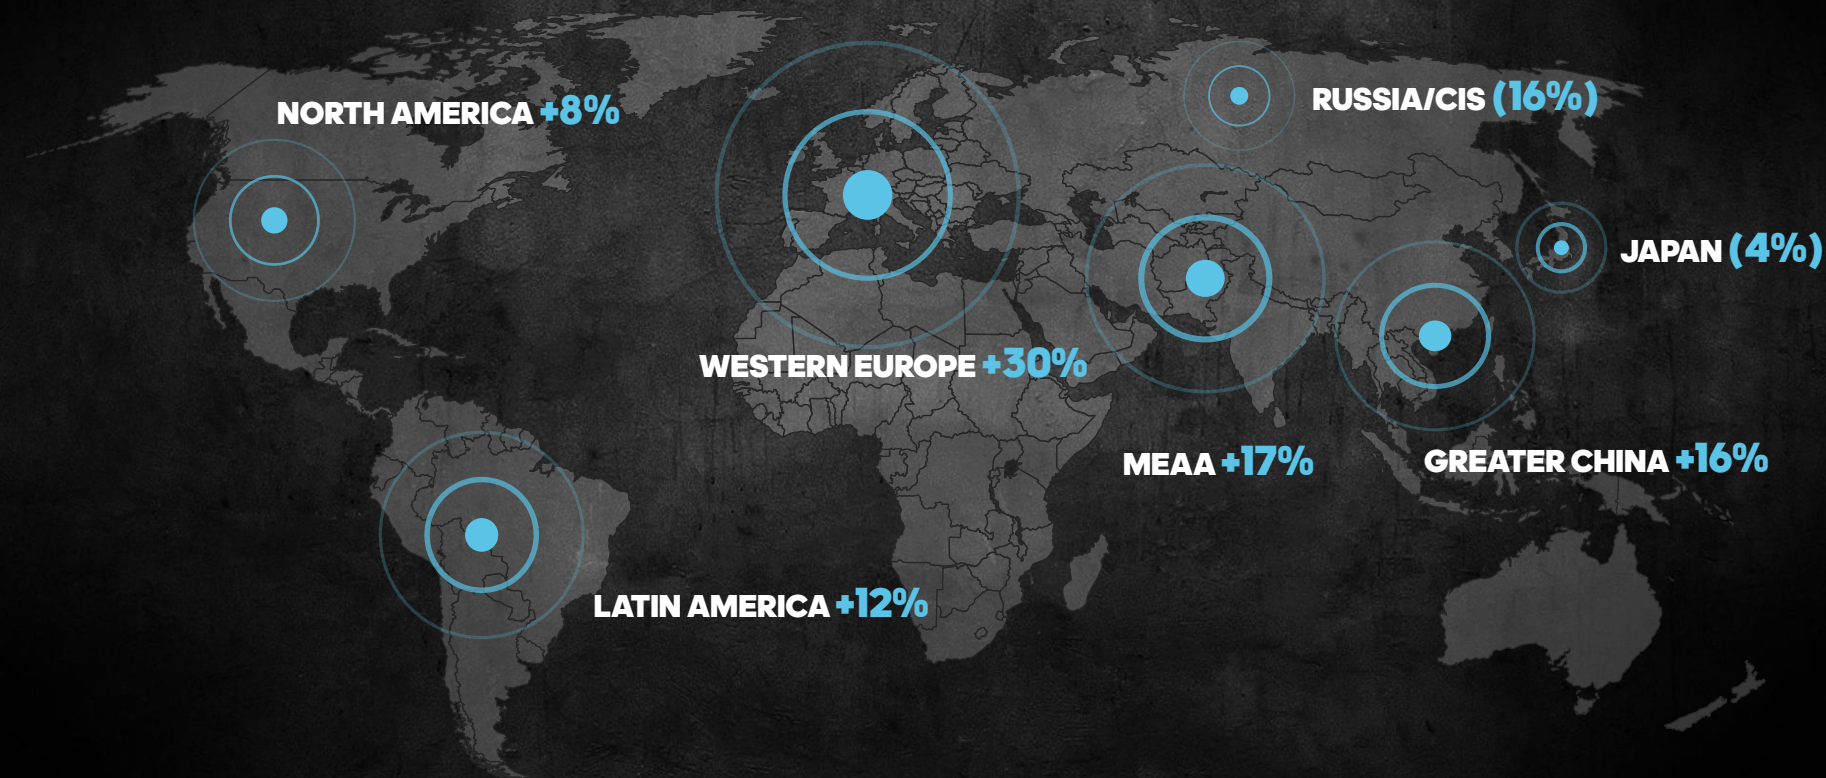 NORTH AMERICA +8%
RUSSIA/CIS (16%)
JAPAN (4%)
WESTERN EUROPE +30%
MEAA +17%
GREATER CHINA +16%
LATIN AMERICA +12%